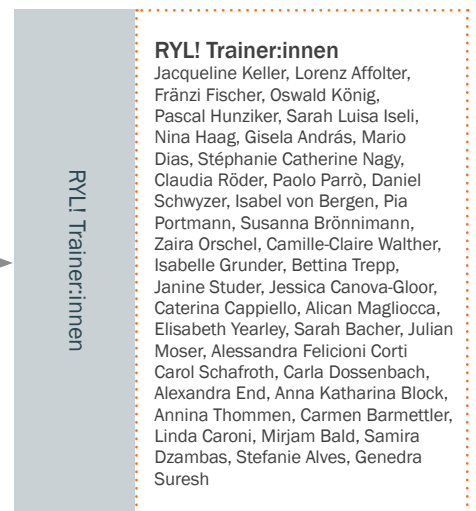 RYL! Trainer:innen
RYL! Trainer:innen
Jacqueline Keller, Lorenz Affolter,
Fränzi Fischer, Oswald König,
Pascal Hunziker, Sarah Luisa Iseli,
Nina Haag, Gisela András, Mario
Dias, Stéphanie Catherine Nagy,
Claudia Röder, Paolo Parrò, Daniel
Schwyzer, Isabel von Bergen, Pia
Portmann, Susanna Brönnimann,
Zaira Orschel, Camille-Claire Walther,
Isabelle Grunder, Bettina Trepp,
Janine Studer, Jessica Canova-Gloor,
Caterina Cappiello, Alican Magliocca,
Elisabeth Yearley, Sarah Bacher, Julian
Moser, Alessandra Felicioni Corti
Carol Schafroth, Carla Dossenbach,
Alexandra End, Anna Katharina Block,
Annina Thommen, Carmen Barmettler,
Linda Caroni, Mirjam Bald, Samira
Dzambas, Stefanie Alves, Genedra
Suresh